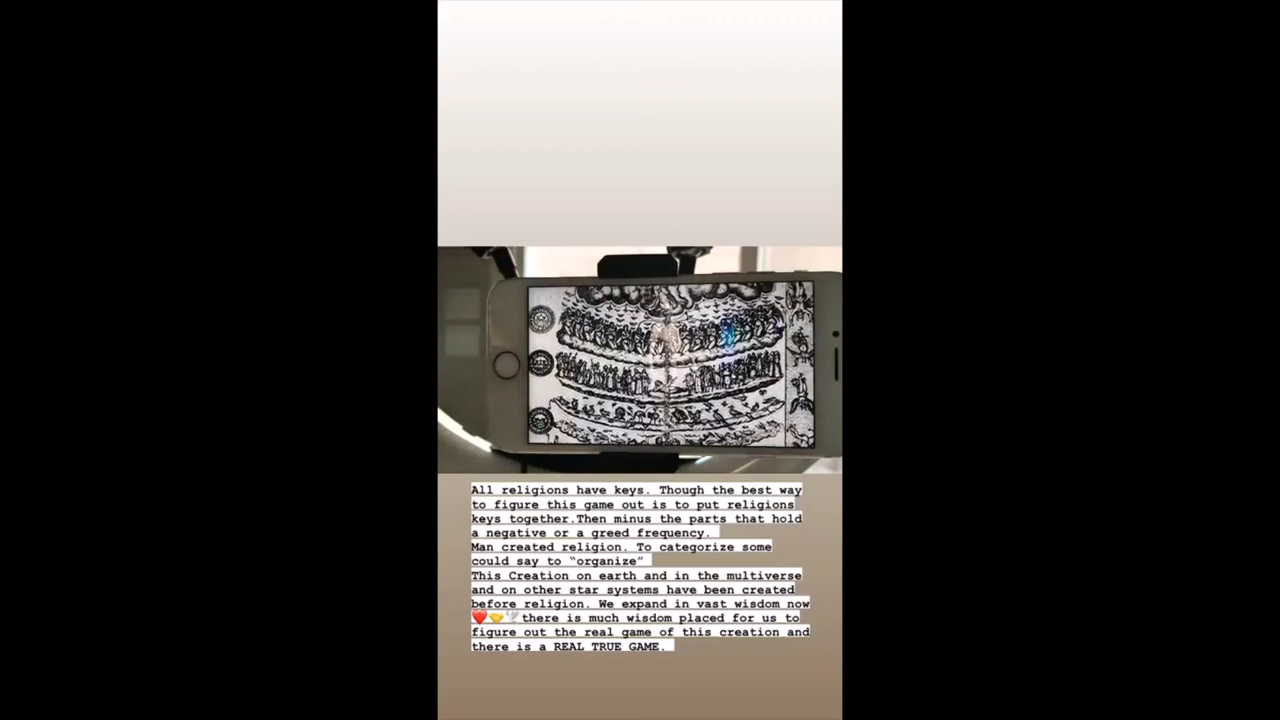 All religions have keys. Though the best way
to figure this game out is to put religions
keys together.Then minus the parts that hold
a negative or a greed frequency.
Man created religion. To categorize some
could say to “organize”
This Creation on earth and in the multiverse
and on other star systems have been created
before religion. We expand in vast wisdom now
❤️🤝🕊️there is much wisdom placed for us to
figure out the real game of this creation and
there is a REAL TRUE GAME.